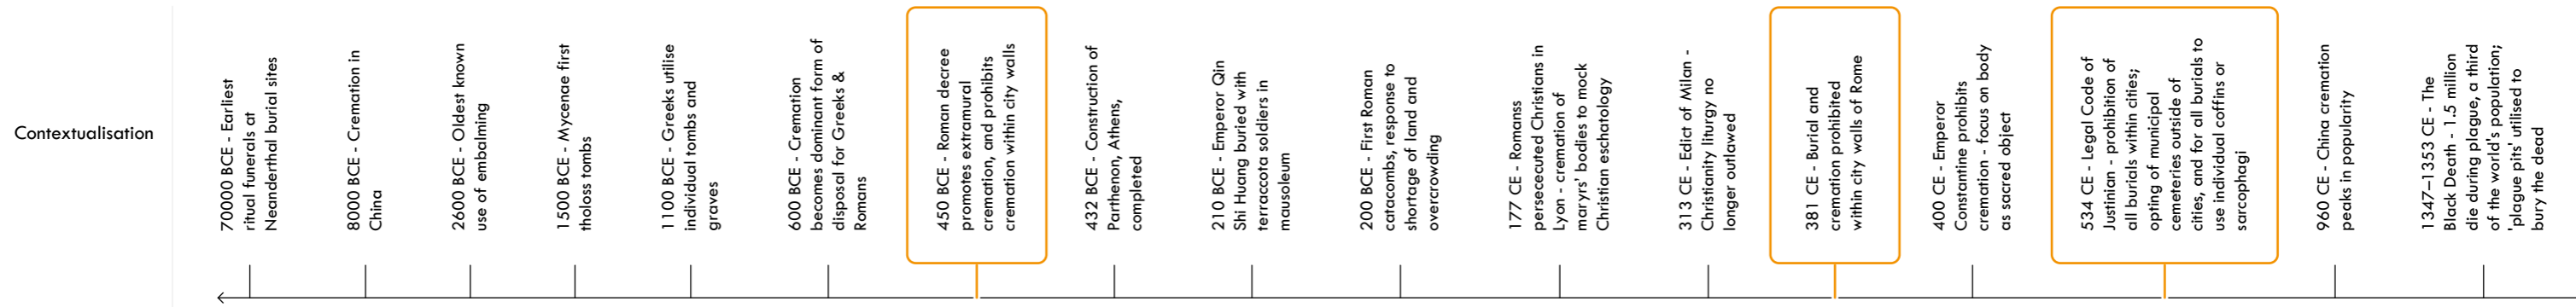 Contextualisation
70000 BCE - Earliest
ritual funerals at
Neanderthal burial sites
8000 BCE - Cremation in
China
2600 BCE - Oldest known
use of embalming
1500 BCE - Mycenae first
tholoss tombs
1100 BCE - Greeks utilise
individual tombs and
graves
600 BCE - Cremation
becomes dominant form of
disposal for Greeks &
Romans
450 BCE - Roman decree
promotes extramural
cremation, and prohibits
cremation within city walls
432 BCE - Construction of
Parthenon, Athens,
completed
210 BCE - Emperor Qin
Shi Huang buried with
terraccota soldiers in
mausoleum
200 BCE - First Roman
catacombs, response to
shortage of land and
overcrowding
177 CE - Romanss
persececuted Christians in
Lyon - cremation of
maryrs' bodies to mock
Christian eschatology
313 CE - Edict of Milan -
Christianity liturgy no
longer outlawed
381 CE - Burial and
cremation prohibited
within city walls of Rome
400 CE - Emperor
Constantine prohibits
cremation - focus on body
as sacred object
534 CE - Legal Code of
Justinian - prohibition of
all burials within cities;
opting of municipal
cemeteries outside of
cities, and for all burials to
use individual coffins or
sarcophagi
960 CE - China cremation
peaks in popularity
1347–1353 CE - The
Black Death - 1.5 million
die during plague, a third
of the world's population;
'plague pits' utilised to
bury the dead